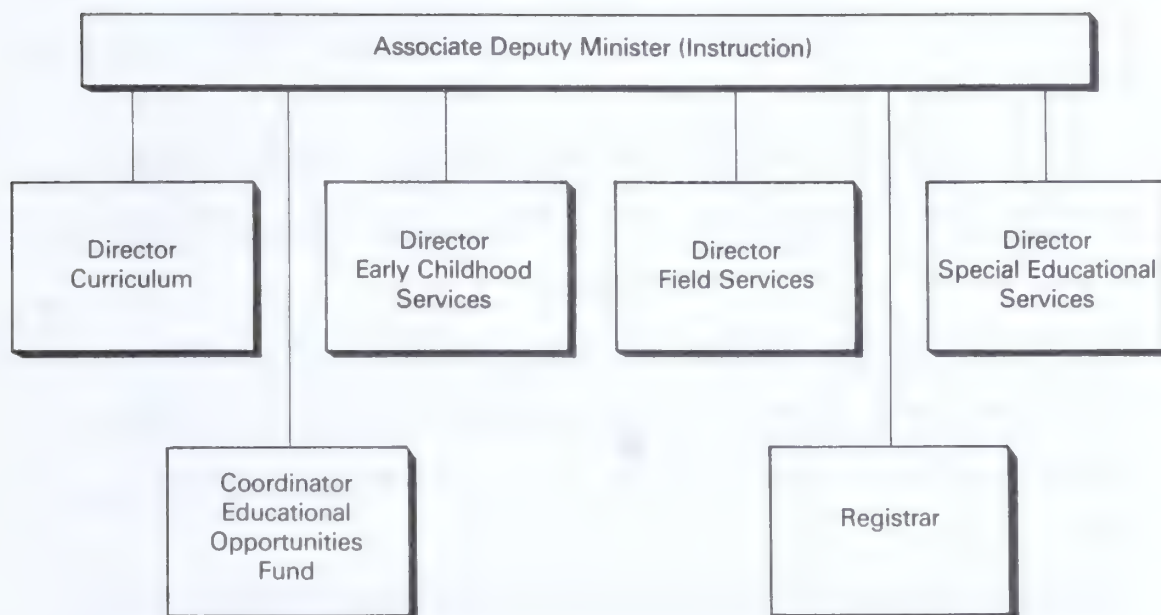 Associate Deputy Minister (Instruction)
Director
Curriculum
Director
Early Childhood
Services
Director
Field Services
Director
Special Educational
Services
Coordinator
Educational
Opportunities
Fund
Registrar